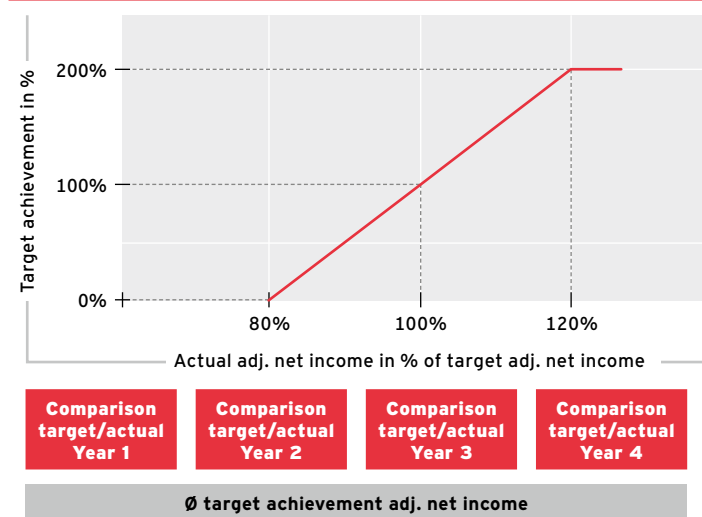 Target achievement in %
200%
100%
0%
80% 100% 120%
Actual adj. net income in % of target adj. net income
Comparison target/actual Year 1
Comparison target/actual Year 2
Comparison target/actual Year 3
Comparison target/actual Year 4
Ø target achievement adj. net income